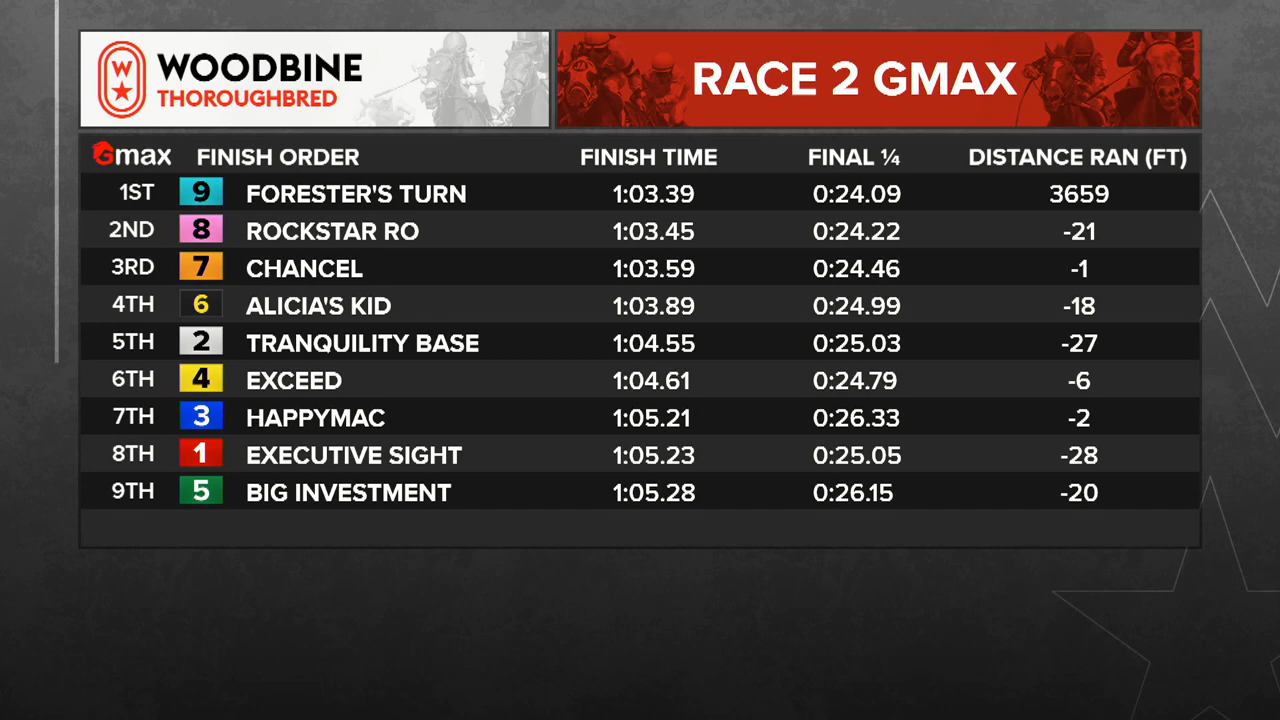 WOODBINE
THOROUGHBRED
RACE 2 GMAX
Gmax FINISH ORDER FINISH TIME FINAL ¼ DISTANCE RAN (FT)
1ST 9 FORESTER'S TURN 1:03.39 0:24.09 3659
2ND 8 ROCKSTAR RO 1:03.45 0:24.22 -21
3RD 7 CHANCEL 1:03.59 0:24.46 -1
4TH 6 ALICIA'S KID 1:03.89 0:24.99 -18
5TH 2 TRANQUILITY BASE 1:04.55 0:25.03 -27
6TH 4 EXCEED 1:04.61 0:24.79 -6
7TH 3 HAPPYMAC 1:05.21 0:26.33 -2
8TH 1 EXECUTIVE SIGHT 1:05.23 0:25.05 -28
9TH 5 BIG INVESTMENT 1:05.28 0:26.15 -20